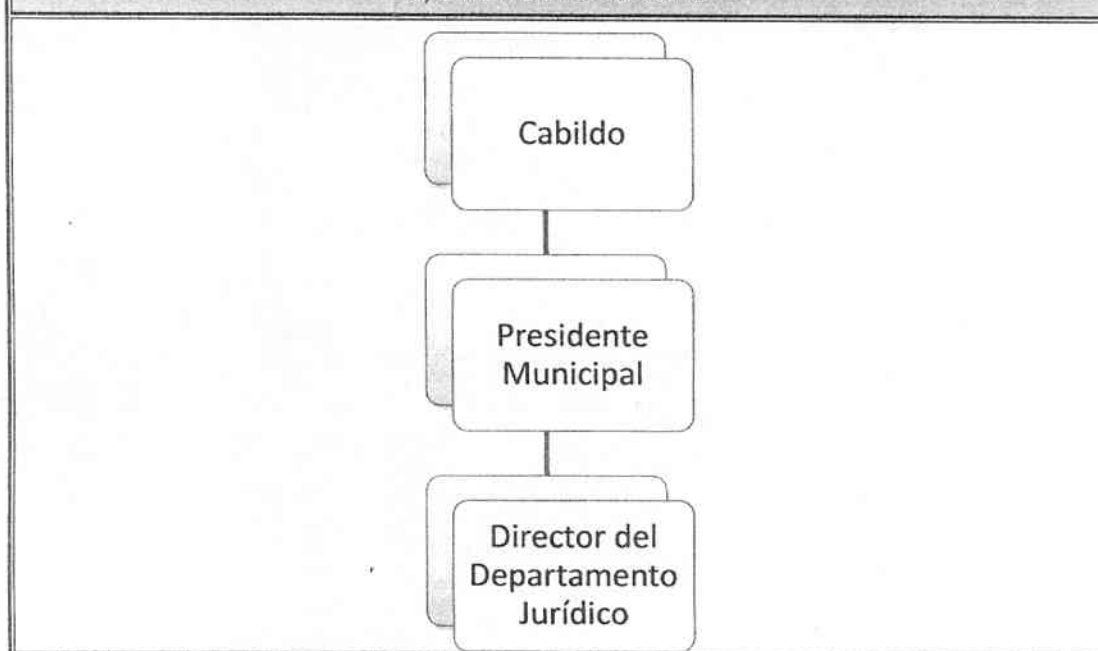 Cabildo
Presidente
Municipal
Director del
Departamento
Jurídico